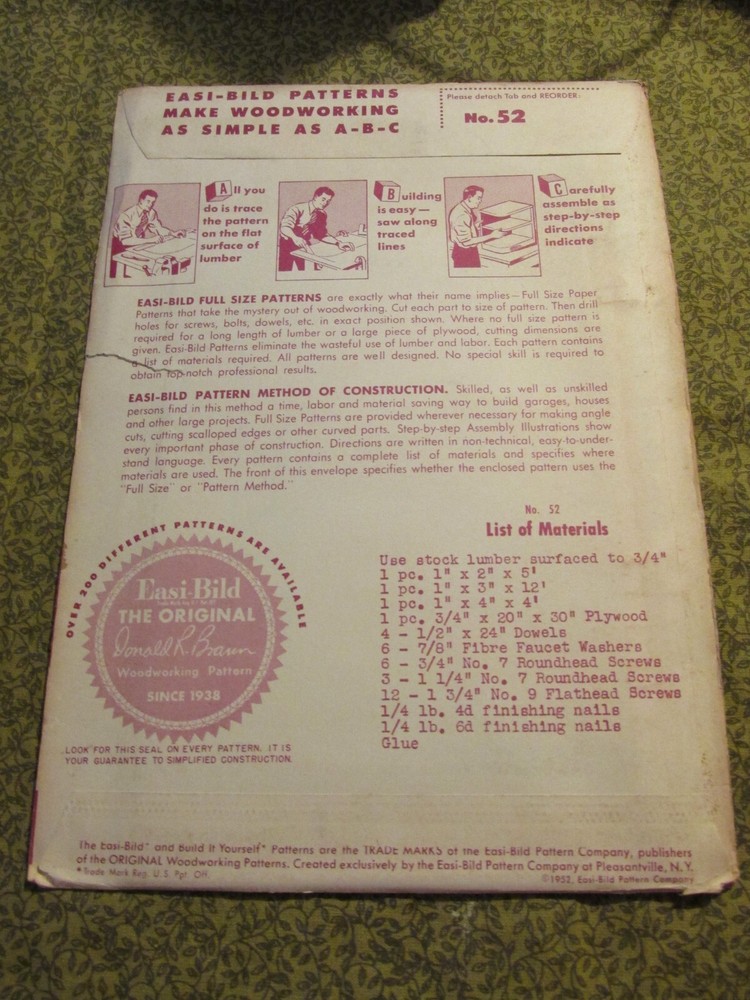 EASI-BILD PATTERNS
MAKE WOODWORKING
AS SIMPLE AS A-B-C
Please detach Tab and REORDER:
No. 52
A ll you
do is trace
the pattern
on the flat
surface of
lumber
B uilding
is easy—
saw along
traced
lines
C arefully
assemble as
step-by-step
directions
indicate
EASI-BILD FULL SIZE PATTERNS are exactly what their name implies—Full Size Paper
Patterns that take the mystery out of woodworking. Cut each part to size of pattern. Then drill
holes for screws, bolts, dowels, etc. in exact position shown. Where no full size pattern is
required for a long length of lumber or a large piece of plywood, cutting dimensions are
given. Easi-Bild Patterns eliminate the wasteful use of lumber and labor. Each pattern contains
a list of materials required. All patterns are well designed. No special skill is required to
obtain top-notch professional results.
EASI-BILD PATTERN METHOD OF CONSTRUCTION. Skilled, as well as unskilled
persons find in this method a time, labor and material saving way to build garages, houses
and other large projects. Full Size Patterns are provided wherever necessary for making angle
cuts, cutting scalloped edges or other curved parts. Step-by-step Assembly Illustrations show
every important phase of construction. Directions are written in non-technical, easy-to-under-
stand language. Every pattern contains a complete list of materials and specifies where
materials are used. The front of this envelope specifies whether the enclosed pattern uses the
"Full Size" or "Pattern Method."
OVER 200 DIFFERENT PATTERNS ARE AVAILABLE
Easi-Bild
THE ORIGINAL
Donald R. Brann
Woodworking Pattern
SINCE 1938
LOOK FOR THIS SEAL ON EVERY PATTERN. IT IS
YOUR GUARANTEE TO SIMPLIFIED CONSTRUCTION.
No. 52
List of Materials
Use stock lumber surfaced to 3/4"
1 pc. 1" x 2" x 5'
1 pc. 1" x 3" x 12'
1 pc. 1" x 4" x 4'
1 pc. 3/4" x 20" x 30" Plywood
4 - 1/2" x 24" Dowels
6 - 7/8" Fibre Faucet Washers
6 - 3/4" No. 7 Roundhead Screws
3 - 1 1/4" No. 7 Roundhead Screws
12 - 1 3/4" No. 9 Flathead Screws
1/4 lb. 4d finishing nails
1/4 lb. 6d finishing nails
Glue
The Easi-Bild* and Build It Yourself* Patterns are the TRADE MARKS of the Easi-Bild Pattern Company, publishers
of the ORIGINAL Woodworking Patterns. Created exclusively by the Easi-Bild Pattern Company at Pleasantville, N. Y.
*Trade Mark Reg. U.S. Pat. Off.
©1952, Easi-Bild Pattern Company